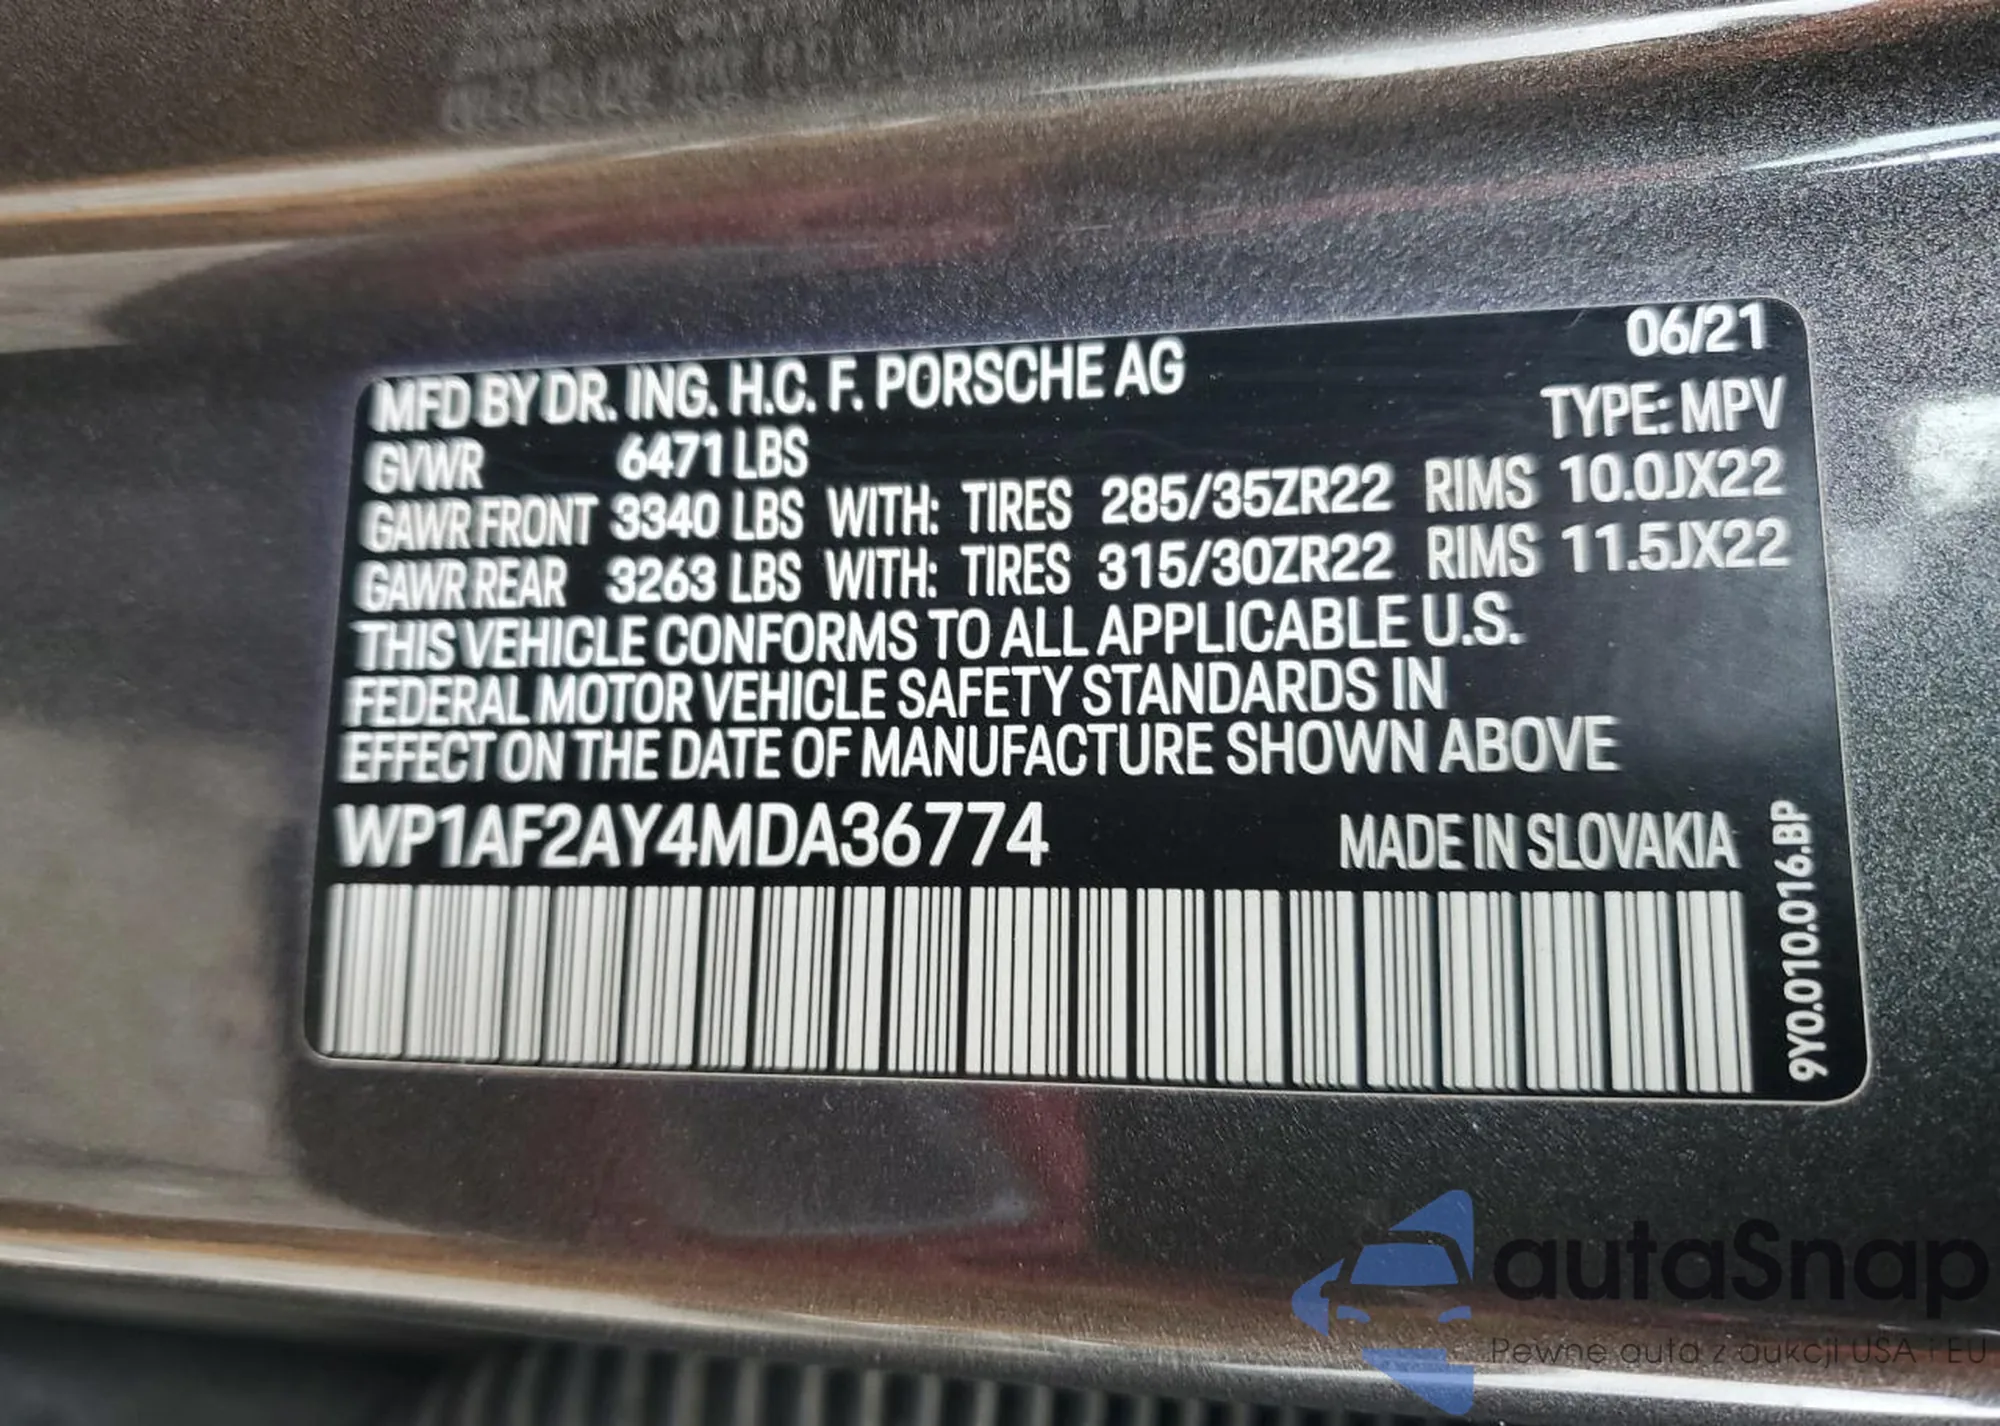 MFD BY DR. ING. H.C. F. PORSCHE AG 06/21
TYPE: MPV
GVWR 6471 LBS
GAWR FRONT 3340 LBS WITH: TIRES 285/35ZR22 RIMS 10.0JX22
GAWR REAR 3263 LBS WITH: TIRES 315/30ZR22 RIMS 11.5JX22
THIS VEHICLE CONFORMS TO ALL APPLICABLE U.S.
FEDERAL MOTOR VEHICLE SAFETY STANDARDS IN
EFFECT ON THE DATE OF MANUFACTURE SHOWN ABOVE
WP1AF2AY4MDA36774 MADE IN SLOVAKIA
9Y0.010.016.BP
autaSnap
Pewne auta z aukcji USA i EU